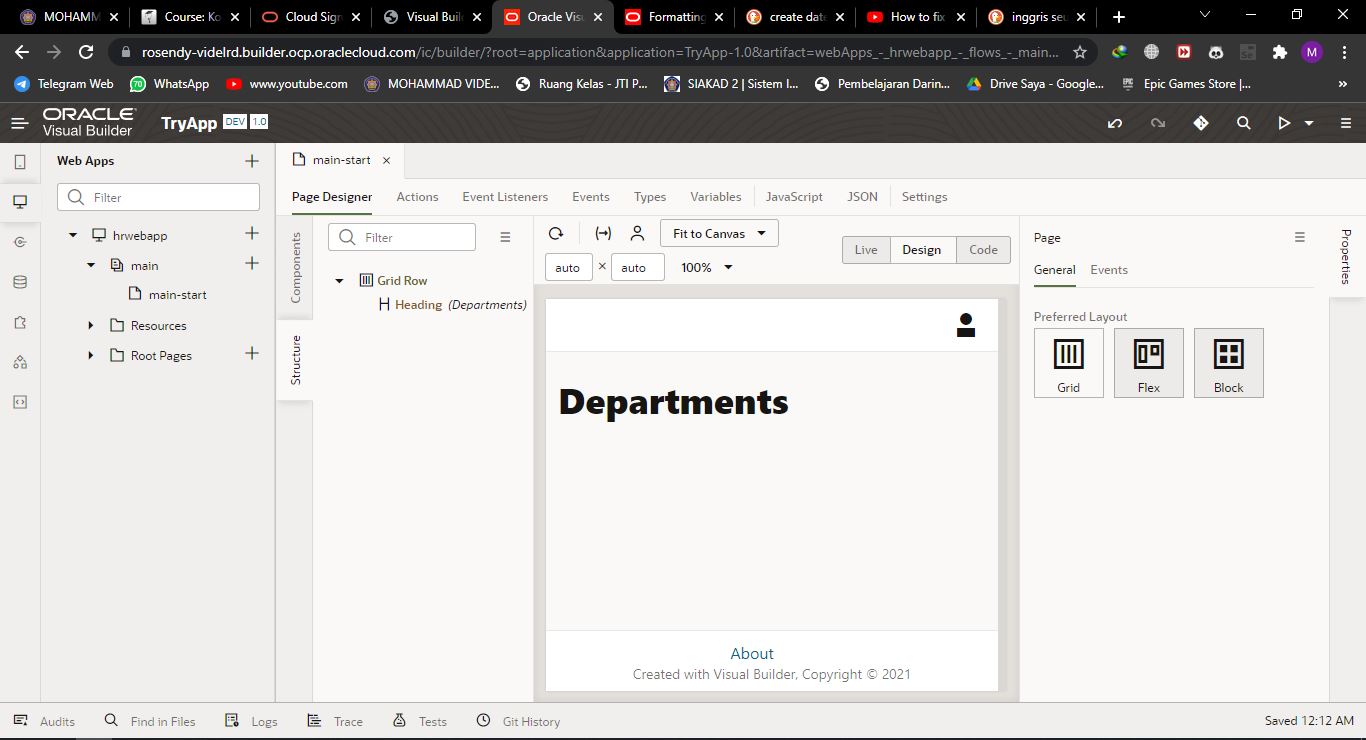 MOHAMM
Course: Ko
Cloud Sign
Visual Buil
Oracle Visu
Formatting
create date
How to fix
inggris seu
rosendy-videlrd.builder.ocp.oraclecloud.com/ic/builder/?root=application&application=TryApp-1.0&artifact=webApps_-_hrwebapp_-_flows_-_main...
M
Telegram Web
70
WhatsApp
www.youtube.com
MOHAMMAD VIDE...
Ruang Kelas - JTI P...
SIAKAD 2 | Sistem I...
Pembelajaran Darin...
Drive Saya - Google...
Epic Games Store |...
»
ORACLE
Visual Builder
TryApp DEV 1.0
Web Apps
Filter
hrwebapp
main
main-start
Resources
Root Pages
main-start
Page Designer Actions Event Listeners Events Types Variables JavaScript JSON Settings
Components
Structure
Filter
Grid Row
H Heading (Departments)
Fit to Canvas
auto × auto 100%
Live Design Code
Departments
About
Created with Visual Builder, Copyright © 2021
Page
General Events
Preferred Layout
Grid Flex Block
Properties
Audits Find in Files Logs Trace Tests Git History
Saved 12:12 AM